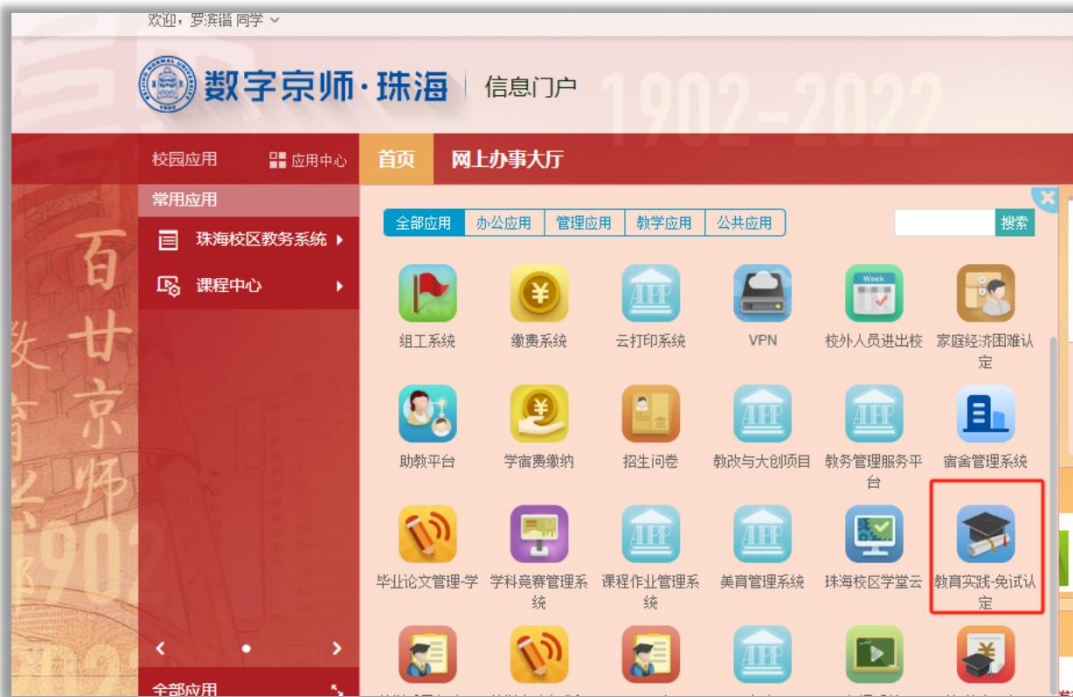 欢迎，罗滨锴 同学
数字京师·珠海
信息门户
1902-2022
校园应用
应用中心
首页
网上办事大厅
常用应用
珠海校区教务系统
课程中心
全部应用
办公应用
管理应用
教学应用
公共应用
搜索
组工系统
缴费系统
云打印系统
VPN
Week
校外人员进出校
家庭经济困难认
定
助教平台
学宿费缴纳
招生问卷
教改与大创项目
教务管理服务平
台
宿舍管理系统
毕业论文管理-学
学科竞赛管理系
统
课程作业管理系
统
美育管理系统
珠海校区学堂云
教育实践-免试认
定
APP
APP
APP
APP
APP
APP
百廿京师
1902
全部应用